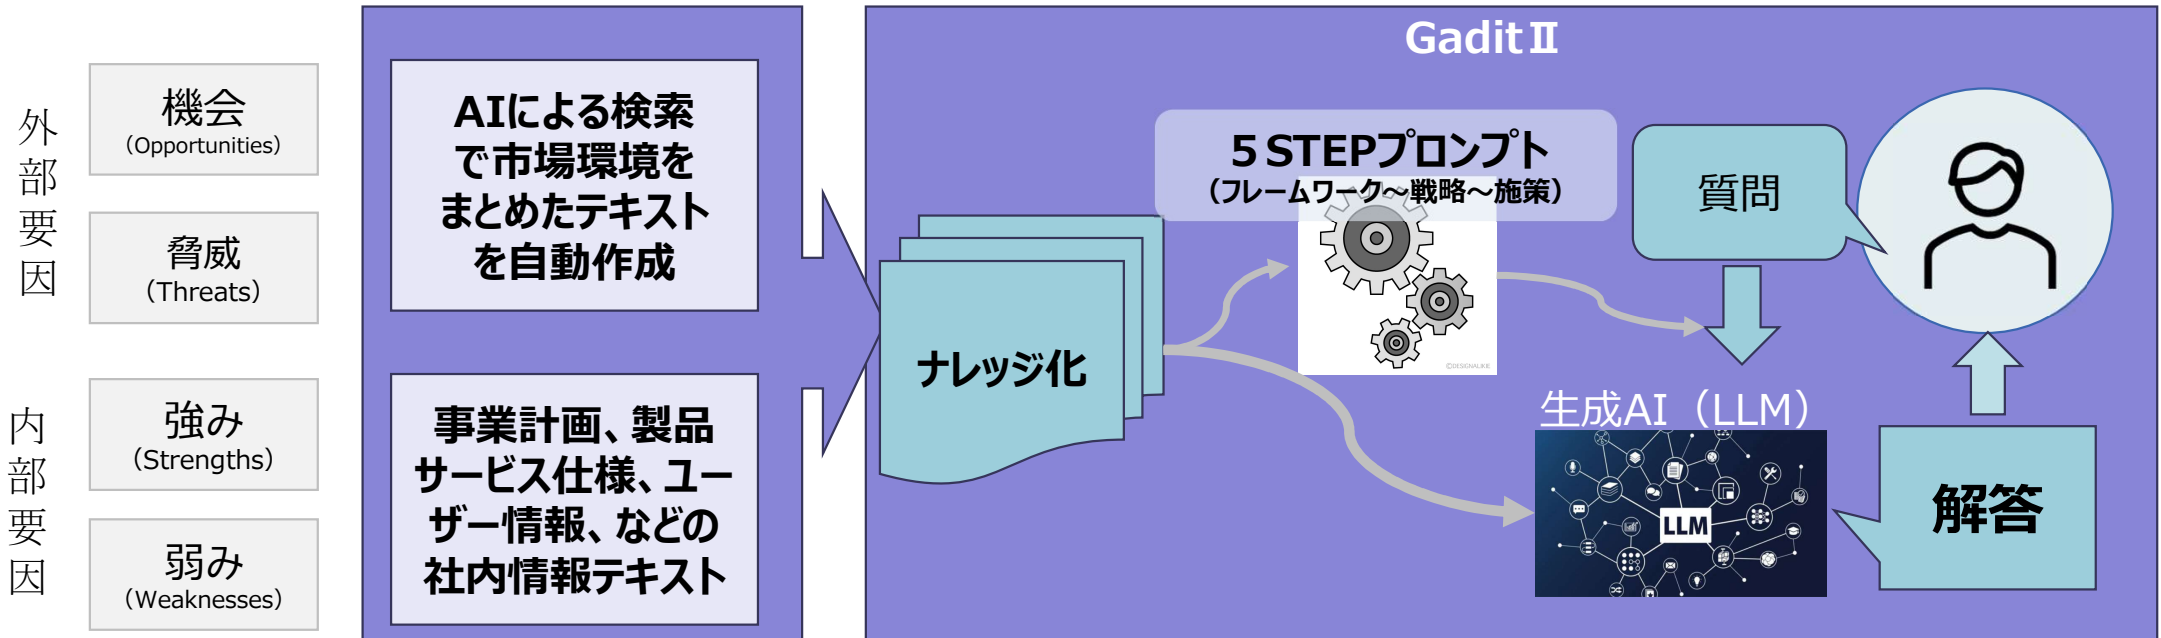 外部要因
機会
（Opportunities）
脅威
（Threats）
内部要因
強み
（Strengths）
弱み
（Weaknesses）
AIによる検索
で市場環境を
まとめたテキスト
を自動作成
事業計画、製品
サービス仕様、ユー
ザー情報、などの
社内情報テキスト
GaditⅡ
ナレッジ化
５STEPプロンプト
（フレームワーク～戦略～施策）
©DESIGNALIKIE
質問
生成AI（LLM）
LLM
解答